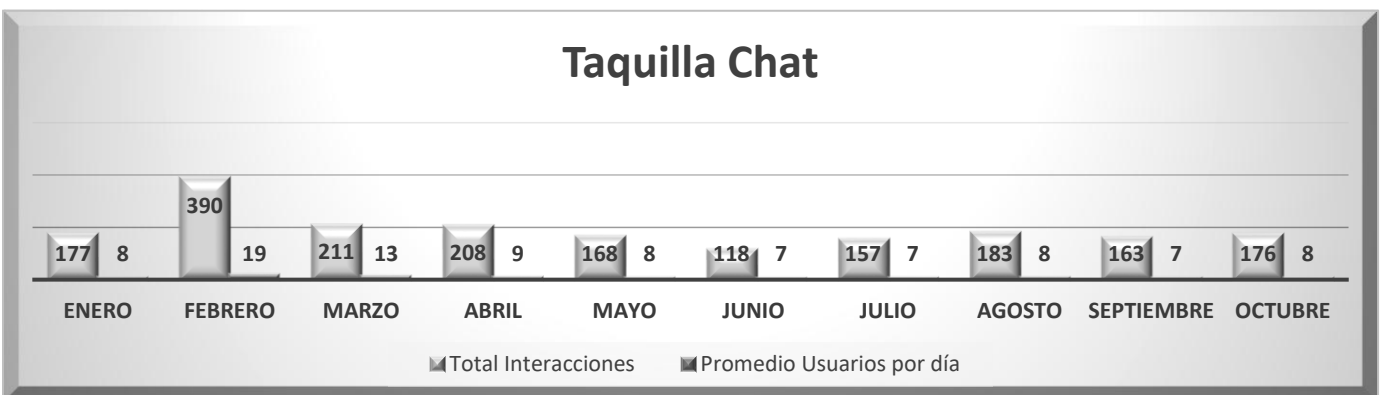 Taquilla Chat
177 8 390 19 211 13 208 9 168 8 118 7 157 7 183 8 163 7 176 8
ENERO FEBRERO MARZO ABRIL MAYO JUNIO JULIO AGOSTO SEPTIEMBRE OCTUBRE
Total Interacciones Promedio Usuarios por día